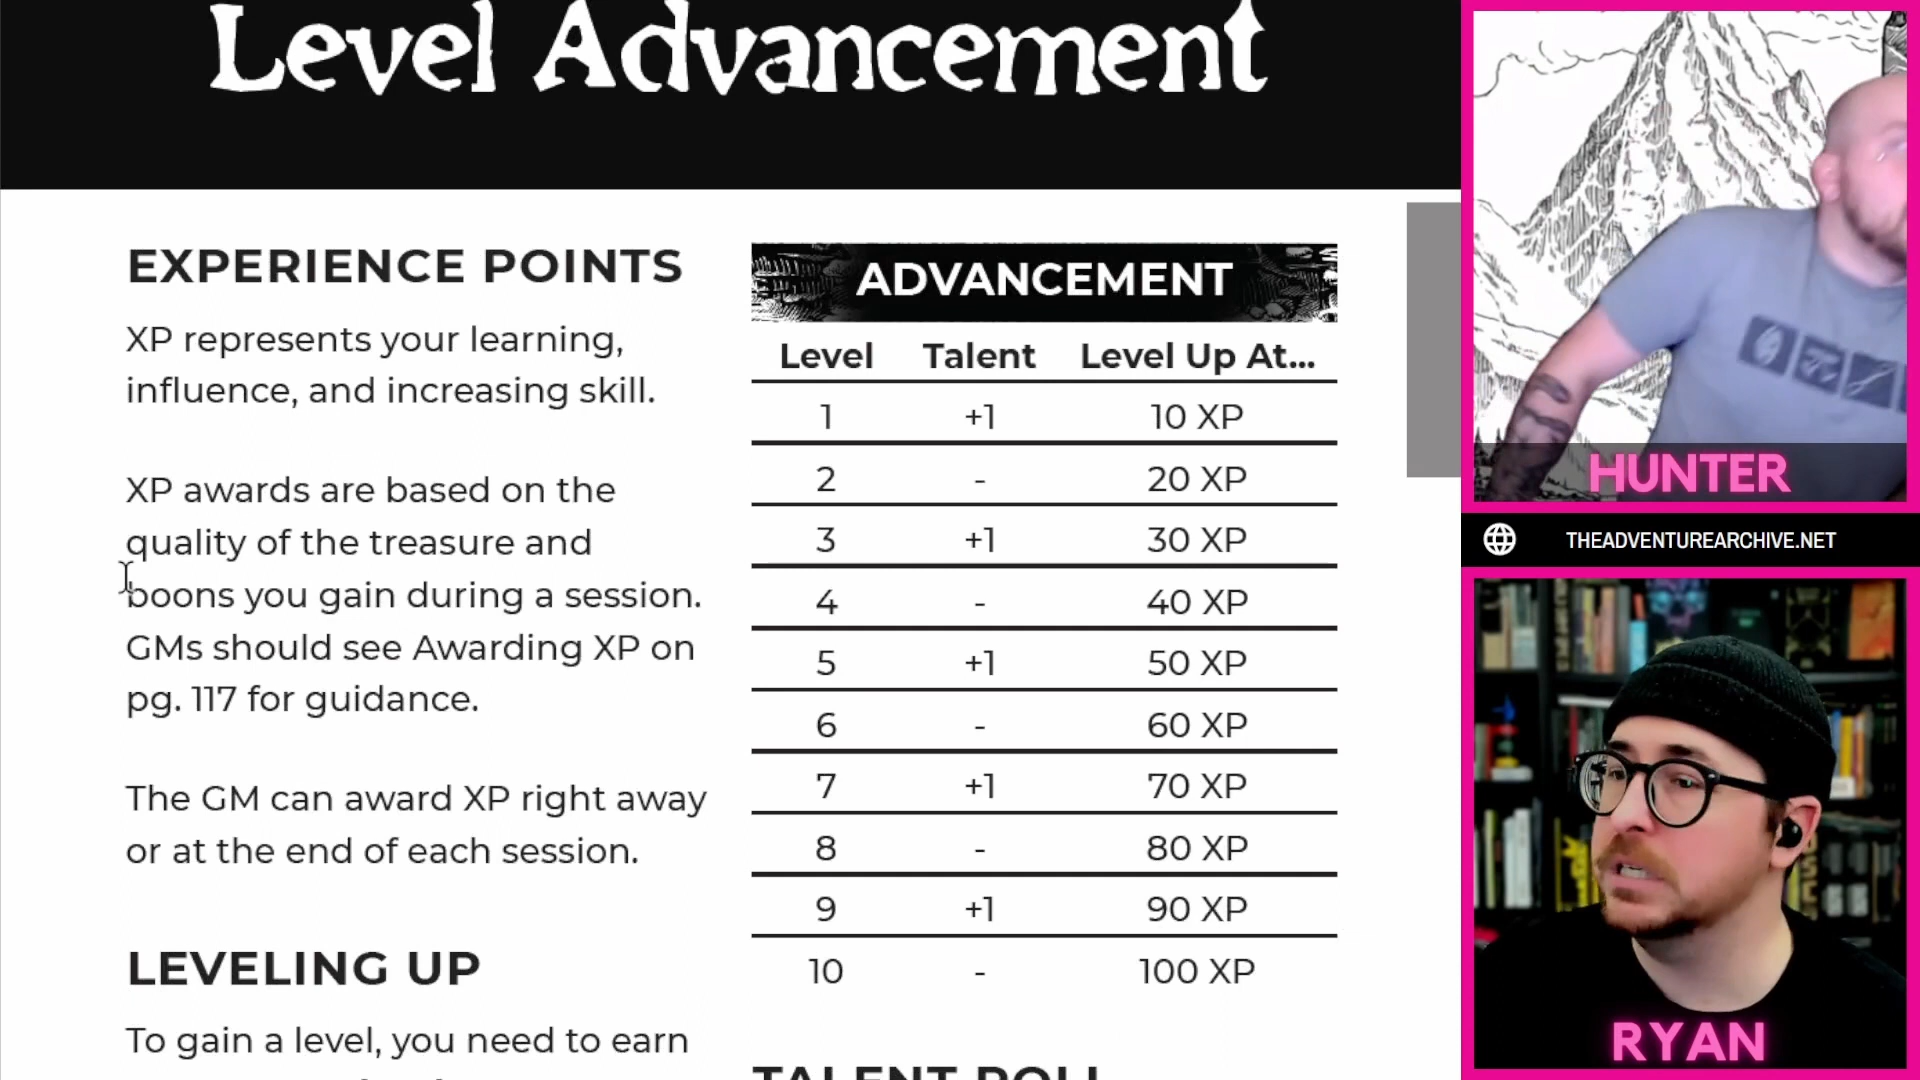 Level Advancement
EXPERIENCE POINTS
XP represents your learning,
influence, and increasing skill.
XP awards are based on the
quality of the treasure and
boons you gain during a session.
GMs should see Awarding XP on
pg. 117 for guidance.
The GM can award XP right away
or at the end of each session.
LEVELING UP
To gain a level, you need to earn
ADVANCEMENT
Level Talent Level Up At...
1 +1 10 XP
2 - 20 XP
3 +1 30 XP
4 - 40 XP
5 +1 50 XP
6 - 60 XP
7 +1 70 XP
8 - 80 XP
9 +1 90 XP
10 - 100 XP
TALENT ROLL
HUNTER
THEADVENTUREARCHIVE.NET
RYAN